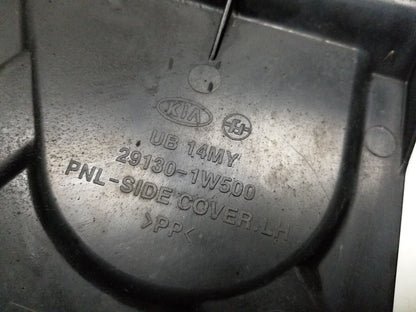 KIA
UB 14MY
29130-1W500
PNL-SIDE COVER.LH
>PP<